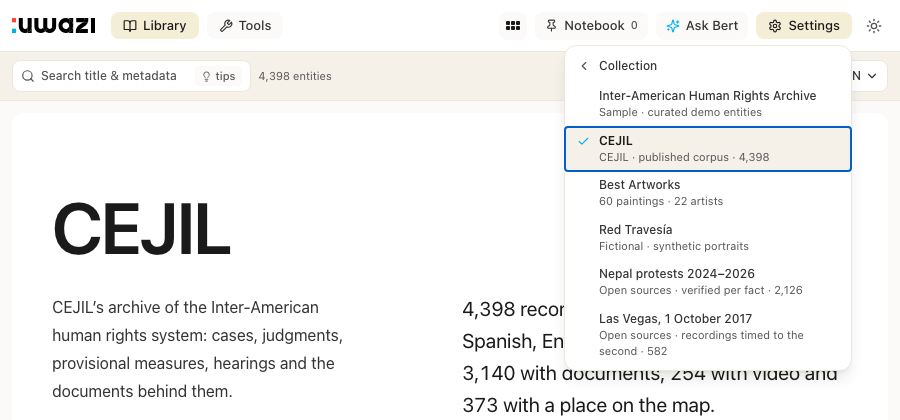 :uwazi
Library
Tools
Notebook 0
Ask Bert
Settings
Search title & metadata
tips
4,398 entities
N
Collection
Inter-American Human Rights Archive
Sample · curated demo entities
CEJIL
CEJIL · published corpus · 4,398
Best Artworks
60 paintings · 22 artists
Red Travesía
Fictional · synthetic portraits
Nepal protests 2024–2026
Open sources · verified per fact · 2,126
Las Vegas, 1 October 2017
Open sources · recordings timed to the
second · 582
CEJIL
CEJIL's archive of the Inter-American
human rights system: cases, judgments,
provisional measures, hearings and the
documents behind them.
4,398
Spanish,
3,140 with documents, 254 with video and
373 with a place on the map.